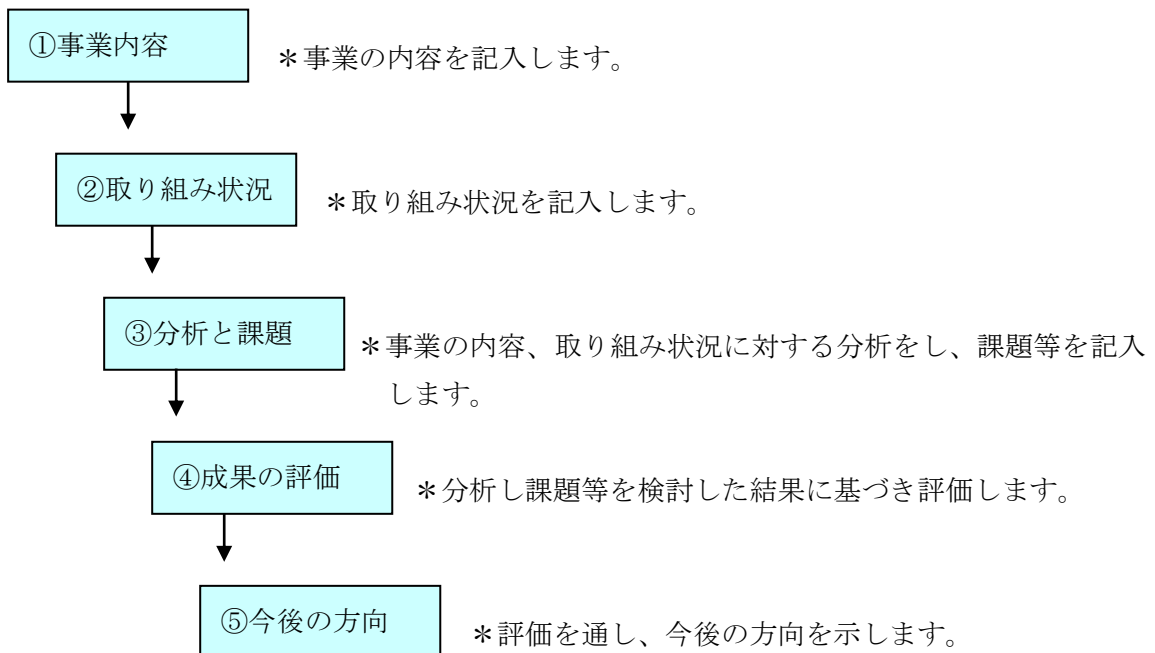 ①事業内容
＊事業の内容を記入します。
②取り組み状況
＊取り組み状況を記入します。
③分析と課題
＊事業の内容、取り組み状況に対する分析をし、課題等を記入
します。
④成果の評価
＊分析し課題等を検討した結果に基づき評価します。
⑤今後の方向
＊評価を通し、今後の方向を示します。